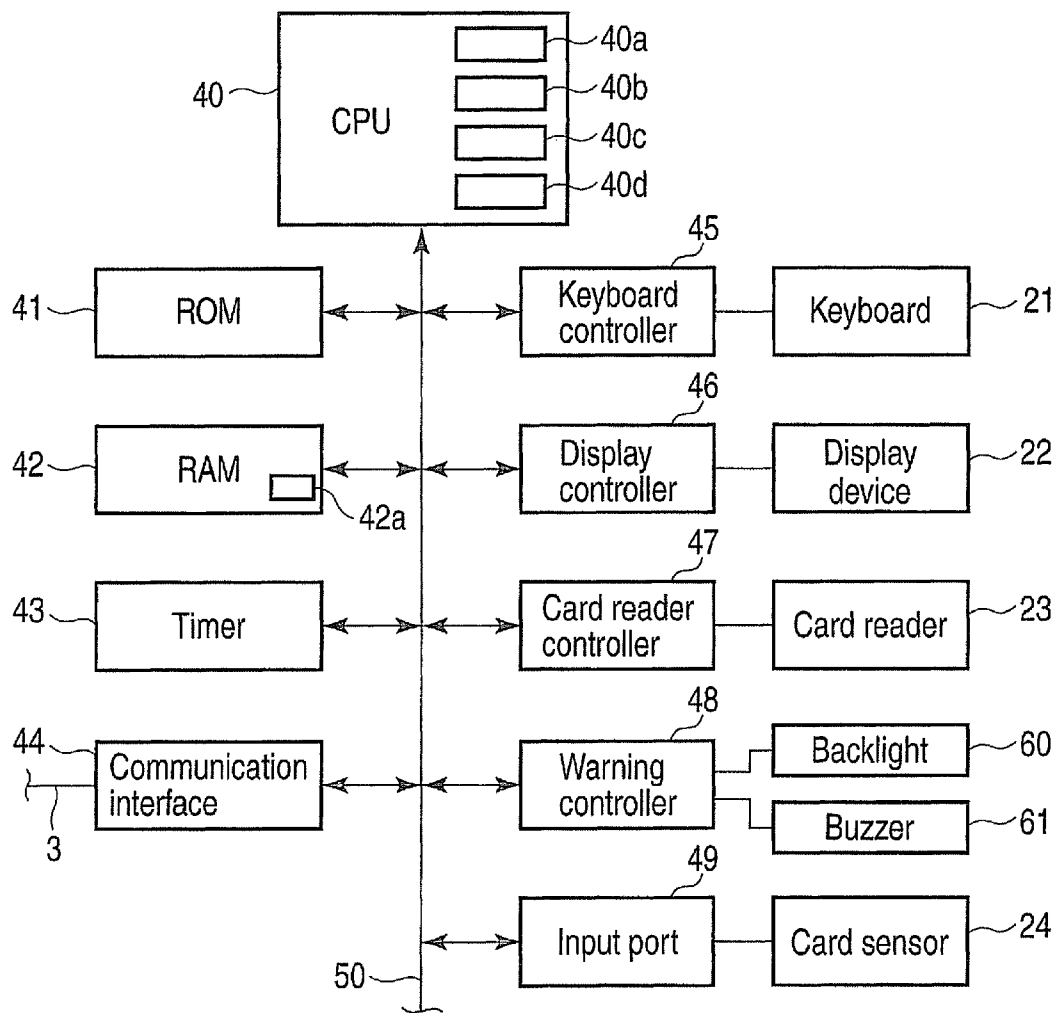 40
CPU
40a
40b
40c
40d
41
ROM
45
Keyboard
controller
Keyboard
21
42
RAM
42a
46
Display
controller
Display
device
22
43
Timer
47
Card reader
controller
Card reader
23
44
Communication
interface
3
48
Warning
controller
Backlight
60
Buzzer
61
49
Input port
Card sensor
24
50